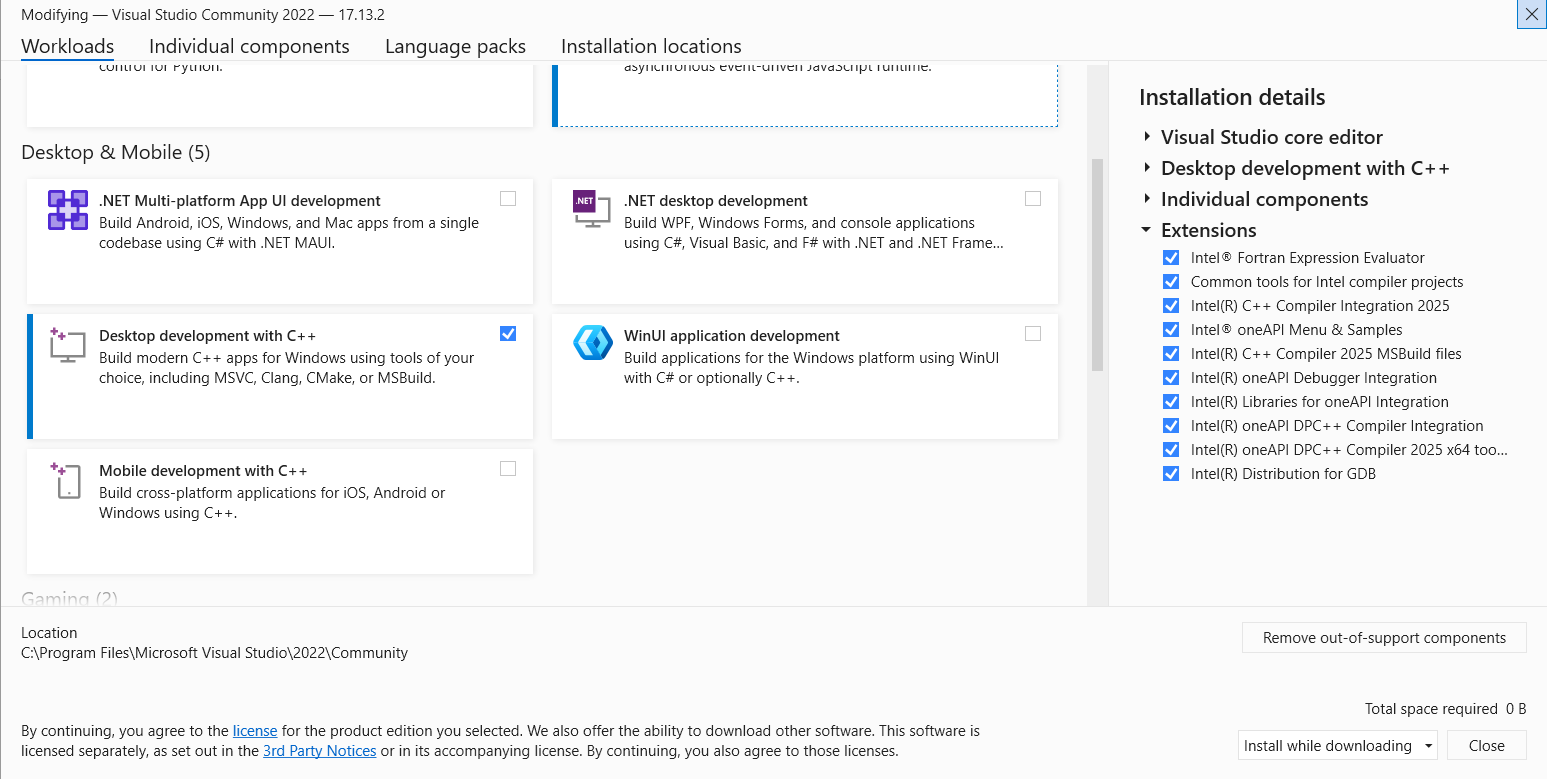 Modifying — Visual Studio Community 2022 — 17.13.2
Workloads Individual components Language packs Installation locations
control for Python.
asynchronous event-driven JavaScript runtime.
Desktop & Mobile (5)
.NET Multi-platform App UI development
Build Android, iOS, Windows, and Mac apps from a single
codebase using C# with .NET MAUI.
.NET
.NET desktop development
Build WPF, Windows Forms, and console applications
using C#, Visual Basic, and F# with .NET and .NET Frame...
Desktop development with C++
Build modern C++ apps for Windows using tools of your
choice, including MSVC, Clang, CMake, or MSBuild.
WinUI application development
Build applications for the Windows platform using WinUI
with C# or optionally C++.
Mobile development with C++
Build cross-platform applications for iOS, Android or
Windows using C++.
Gaming (2)
Installation details
Visual Studio core editor
Desktop development with C++
Individual components
Extensions
Intel® Fortran Expression Evaluator
Common tools for Intel compiler projects
Intel(R) C++ Compiler Integration 2025
Intel® oneAPI Menu & Samples
Intel(R) C++ Compiler 2025 MSBuild files
Intel(R) oneAPI Debugger Integration
Intel(R) Libraries for oneAPI Integration
Intel(R) oneAPI DPC++ Compiler Integration
Intel(R) oneAPI DPC++ Compiler 2025 x64 too...
Intel(R) Distribution for GDB
Location
C:\Program Files\Microsoft Visual Studio\2022\Community
Remove out-of-support components
Total space required 0 B
By continuing, you agree to the license for the product edition you selected. We also offer the ability to download other software. This software is
licensed separately, as set out in the 3rd Party Notices or in its accompanying license. By continuing, you also agree to those licenses.
Install while downloading
Close